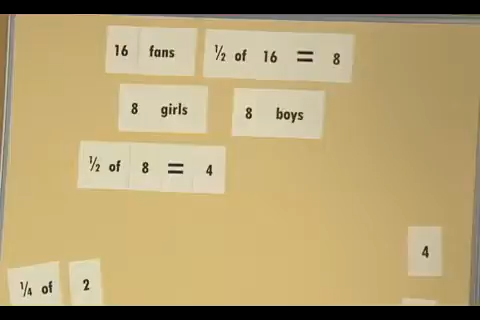 16 fans ½ of 16 = 8
8 girls 8 boys
½ of 8 = 4
4
¼ of 2